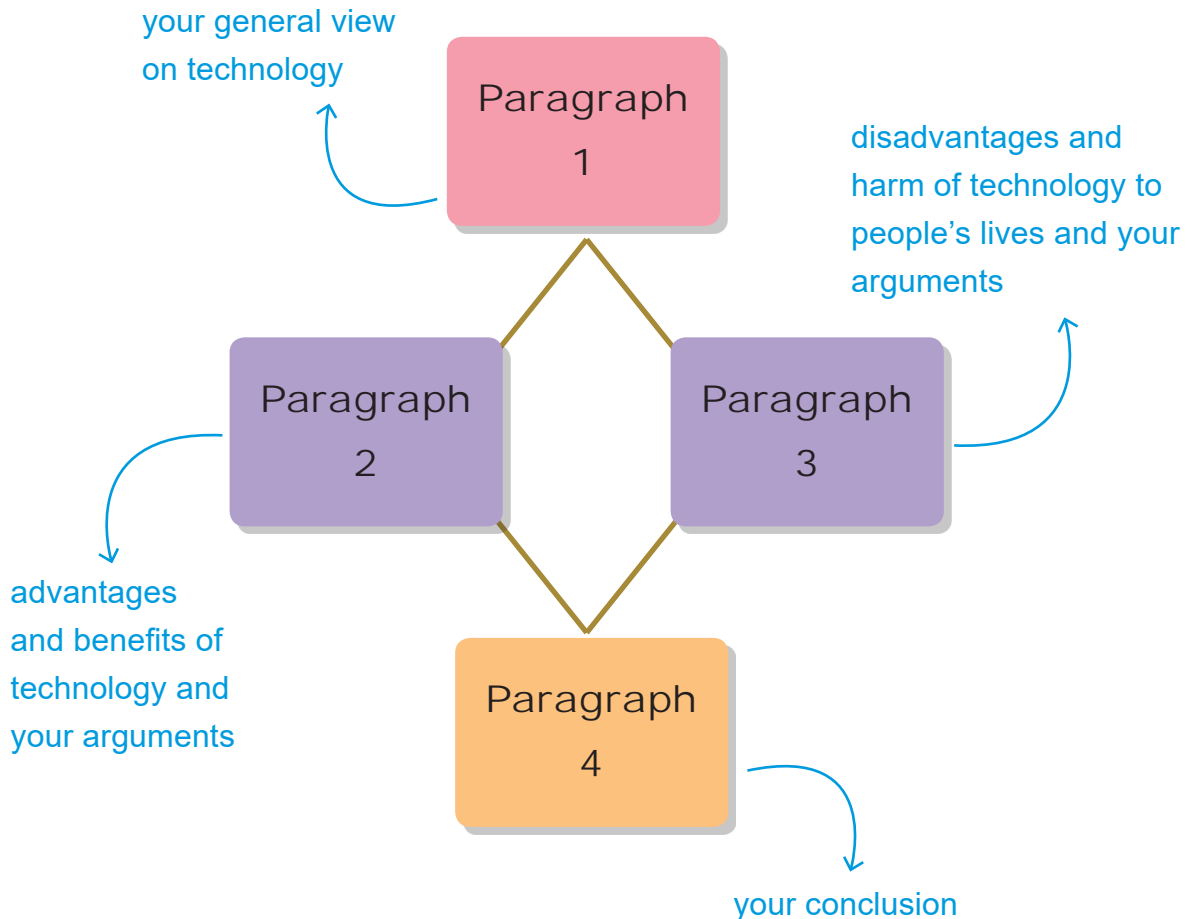 your general view
on technology
Paragraph
1
disadvantages and
harm of technology to
people’s lives and your
arguments
Paragraph
2
Paragraph
3
advantages
and benefits of
technology and
your arguments
Paragraph
4
your conclusion